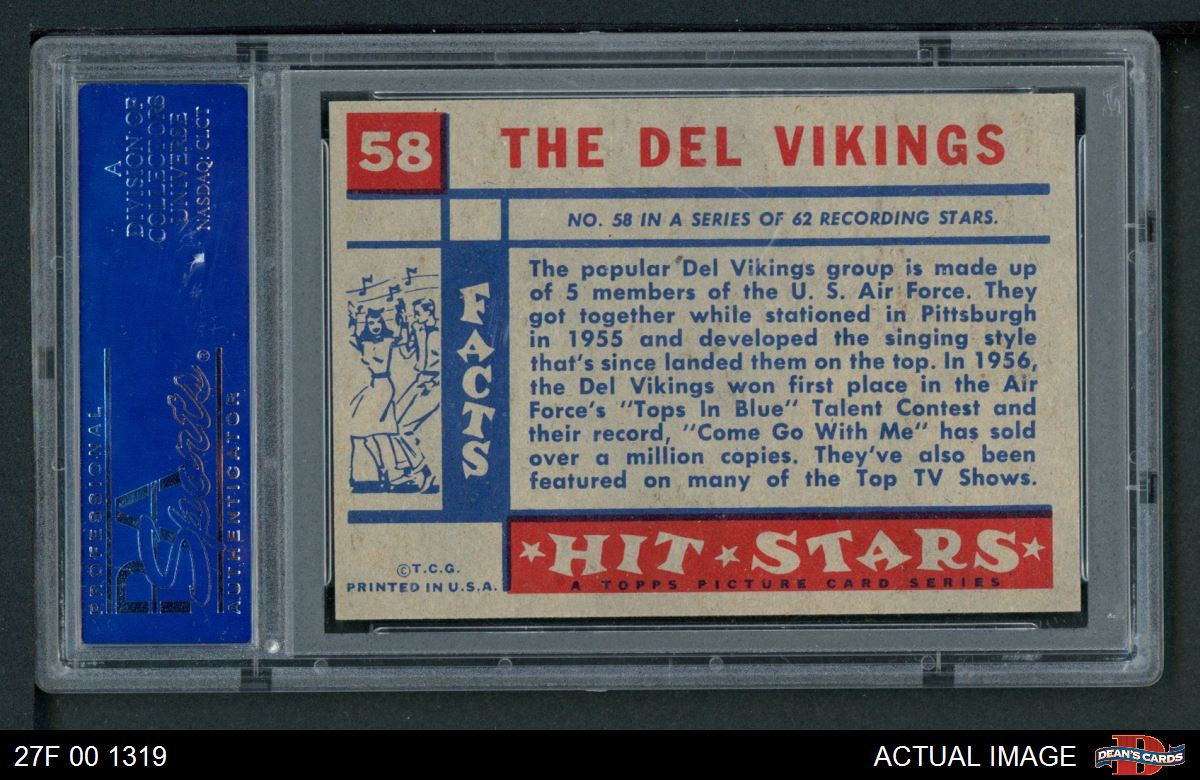 A
DIVISION OF
COLLECTORS
UNIVERSE
NASDAQ: CLCT
PROFESSIONAL
PSA
Sports®
AUTHENTICATOR
58
THE DEL VIKINGS
NO. 58 IN A SERIES OF 62 RECORDING STARS.
FACTS
The popular Del Vikings group is made up
of 5 members of the U. S. Air Force. They
got together while stationed in Pittsburgh
in 1955 and developed the singing style
that's since landed them on the top. In 1956,
the Del Vikings won first place in the Air
Force's "Tops In Blue" Talent Contest and
their record, "Come Go With Me" has sold
over a million copies. They've also been
featured on many of the Top TV Shows.
©T.C.G.
PRINTED IN U.S.A.
HIT STARS
A TOPPS PICTURE CARD SERIES
27F 00 1319
ACTUAL IMAGE
D
DEAN'S CARDS